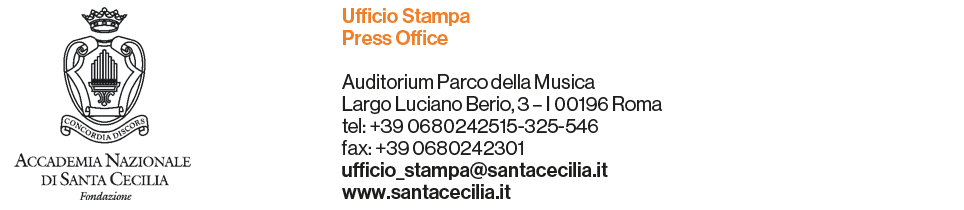 CONCORDIA DISCORS
ACCADEMIA NAZIONALE
DI SANTA CECILIA
Fondazione
Ufficio Stampa
Press Office
Auditorium Parco della Musica
Largo Luciano Berio, 3 – I 00196 Roma
tel: +39 0680242515-325-546
fax: +39 0680242301
ufficio_stampa@santacecilia.it
www.santacecilia.it